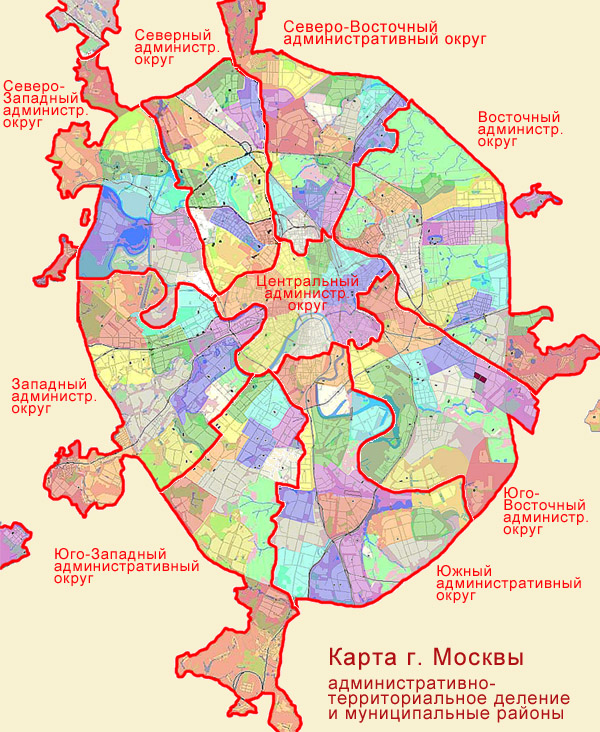 Северо-Восточный
административный округ
Северный
администр.
округ
Северо-
Западный
администр.
округ
Восточный
администр.
округ
Центральный
администр.
округ
Западный
администр.
округ
Юго-
Восточный
администр.
округ
Юго-Западный
административный
округ
Южный
административный
округ
Карта г. Москвы
административно-
территориальное деление
и муниципальные районы